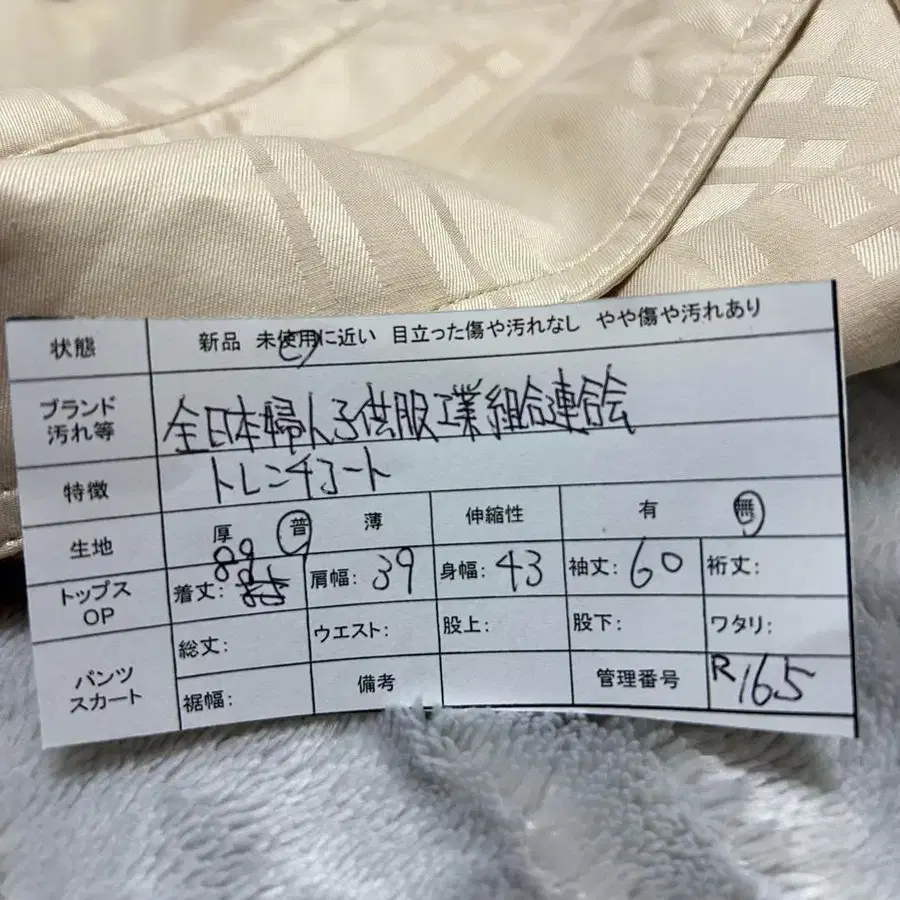 状態 新品 未使用に近い 目立った傷や汚れなし やや傷や汚れあり
ブランド
汚れ等 全日本婦人子供服工業組合連合会
特徴 トレンチコート
生地 厚 普 薄 伸縮性 有 無
89
トップス
OP 着丈: 肩幅: 39 身幅: 43 袖丈: 60 裄丈:
パンツ
スカート 総丈: ウエスト: 股上: 股下: ワタリ:
裾幅: 備考 管理番号 R165